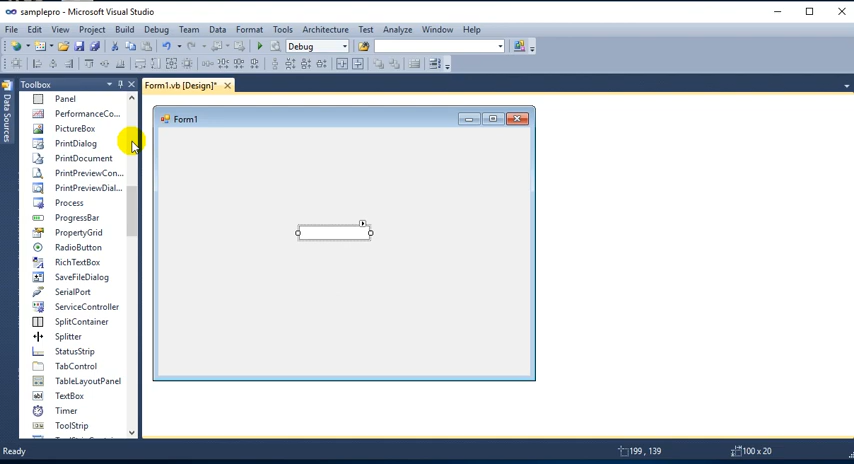 samplepro - Microsoft Visual Studio
File Edit View Project Build Debug Team Data Format Tools Architecture Test Analyze Window Help
Debug
Toolbox
Form1.vb [Design]*
Data Sources
Panel
PerformanceCo...
PictureBox
PrintDialog
PrintDocument
PrintPreviewCon...
PrintPreviewDial...
Process
ProgressBar
PropertyGrid
RadioButton
RichTextBox
SaveFileDialog
SerialPort
ServiceController
SplitContainer
Splitter
StatusStrip
TabControl
TableLayoutPanel
TextBox
Timer
ToolStrip
Form1
Ready
199 , 139
100 x 20